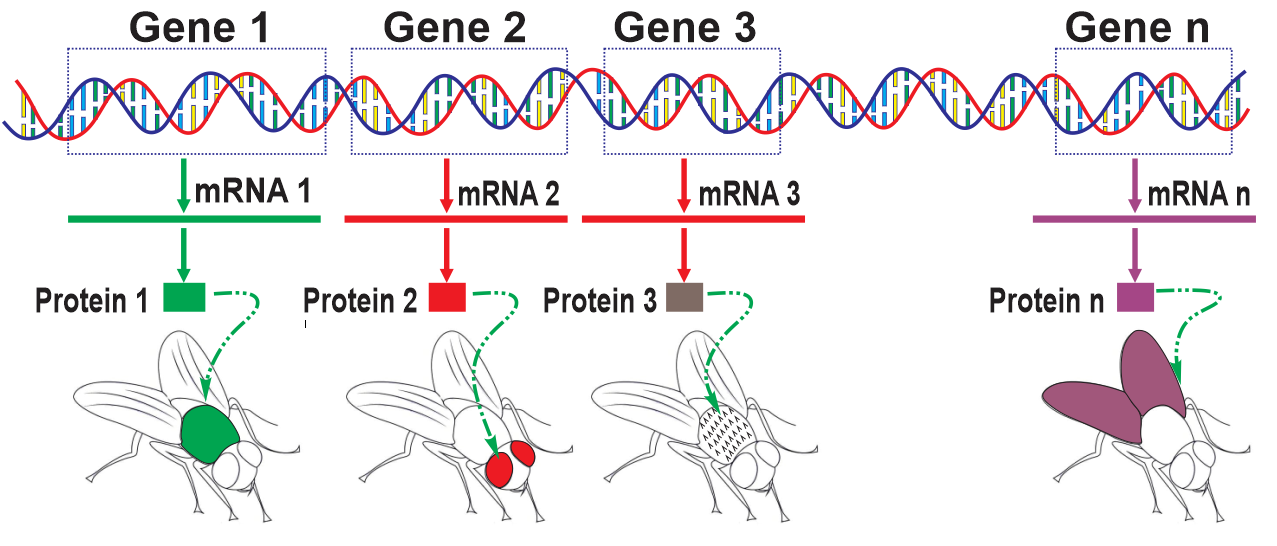 Gene 1 Gene 2 Gene 3 Gene n
mRNA 1 mRNA 2 mRNA 3 mRNA n
Protein 1 Protein 2 Protein 3 Protein n